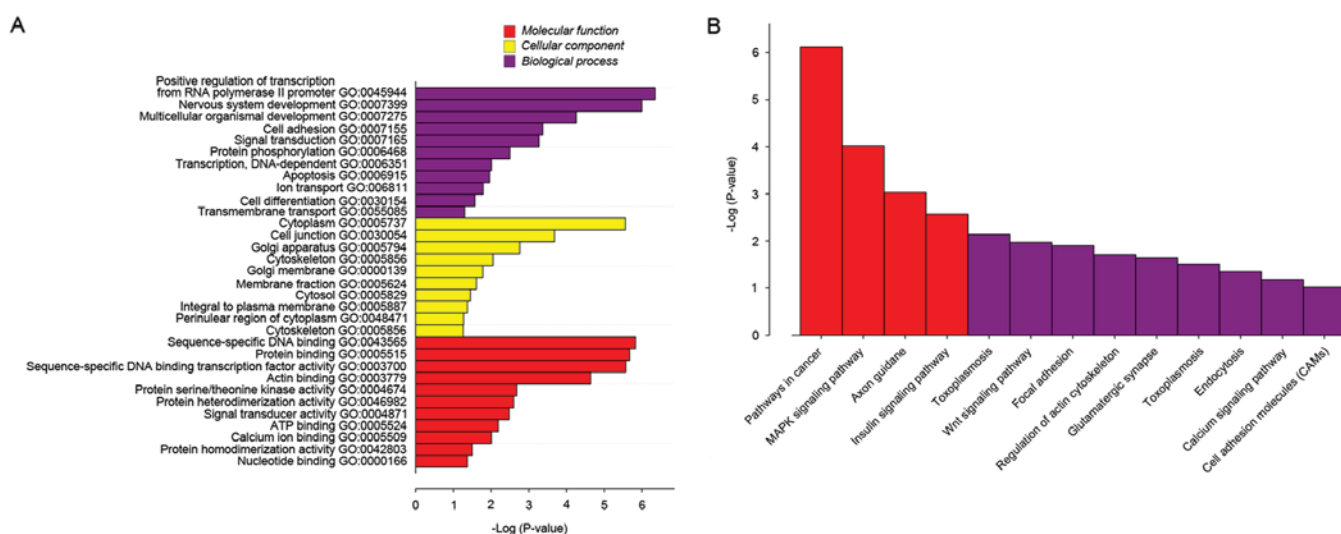 A
Molecular function
Cellular component
Biological process
Positive regulation of transcription
from RNA polymerase II promoter GO:0045944
Nervous system development GO:0007399
Multicellular organismal development GO:0007275
Cell adhesion GO:0007155
Signal transduction GO:0007165
Protein phosphorylation GO:0006468
Transcription, DNA-dependent GO:0006351
Apoptosis GO:0006915
Ion transport GO:006811
Cell differentiation GO:0030154
Transmembrane transport GO:0055085
Cytoplasm GO:0005737
Cell junction GO:0030054
Golgi apparatus GO:0005794
Cytoskeleton GO:0005856
Golgi membrane GO:0000139
Membrane fraction GO:0005624
Cytosol GO:0005829
Integral to plasma membrane GO:0005887
Perinulear region of cytoplasm GO:0048471
Cytoskeleton GO:0005856
Sequence-specific DNA binding GO:0043565
Protein binding GO:0005515
Sequence-specific DNA binding transcription factor activity GO:0003700
Actin binding GO:0003779
Protein serine/theonine kinase activity GO:0004674
Protein heterodimerization activity GO:0046982
Signal transducer activity GO:0004871
ATP binding GO:0005524
Calcium ion binding GO:0005509
Protein homodimerization activity GO:0042803
Nucleotide binding GO:0000166
0 1 2 3 4 5 6
-Log (P-value)
B
6
5
4
3
2
1
0
-Log (P-value)
Pathways in cancer
MAPK signaling pathway
Axon guidane
Insulin signaling pathway
Toxoplasmosis
Wnt signaling pathway
Focal adhesion
Regulation of actin cytoskeleton
Glutamatergic synapse
Toxoplasmosis
Endocytosis
Calcium signaling pathway
Cell adhesion molecules (CAMs)